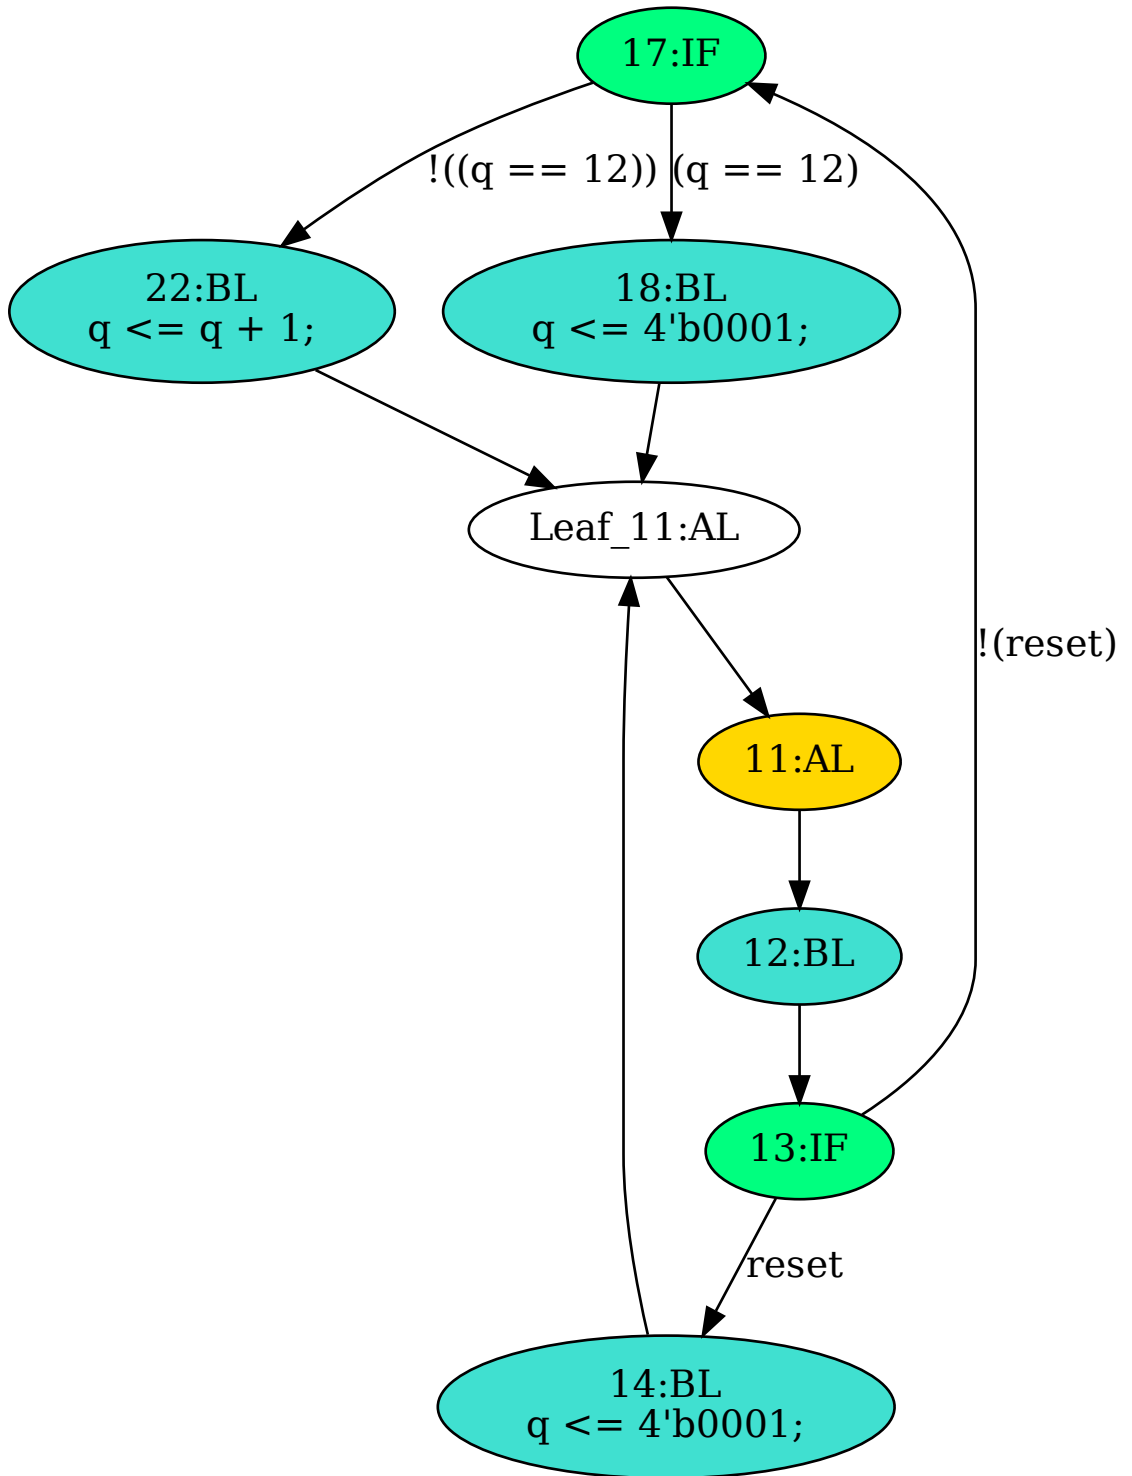 17:IF
!((q == 12))
(q == 12)
22:BL
q <= q + 1;
18:BL
q <= 4'b0001;
Leaf_11:AL
!(reset)
11:AL
12:BL
13:IF
reset
14:BL
q <= 4'b0001;